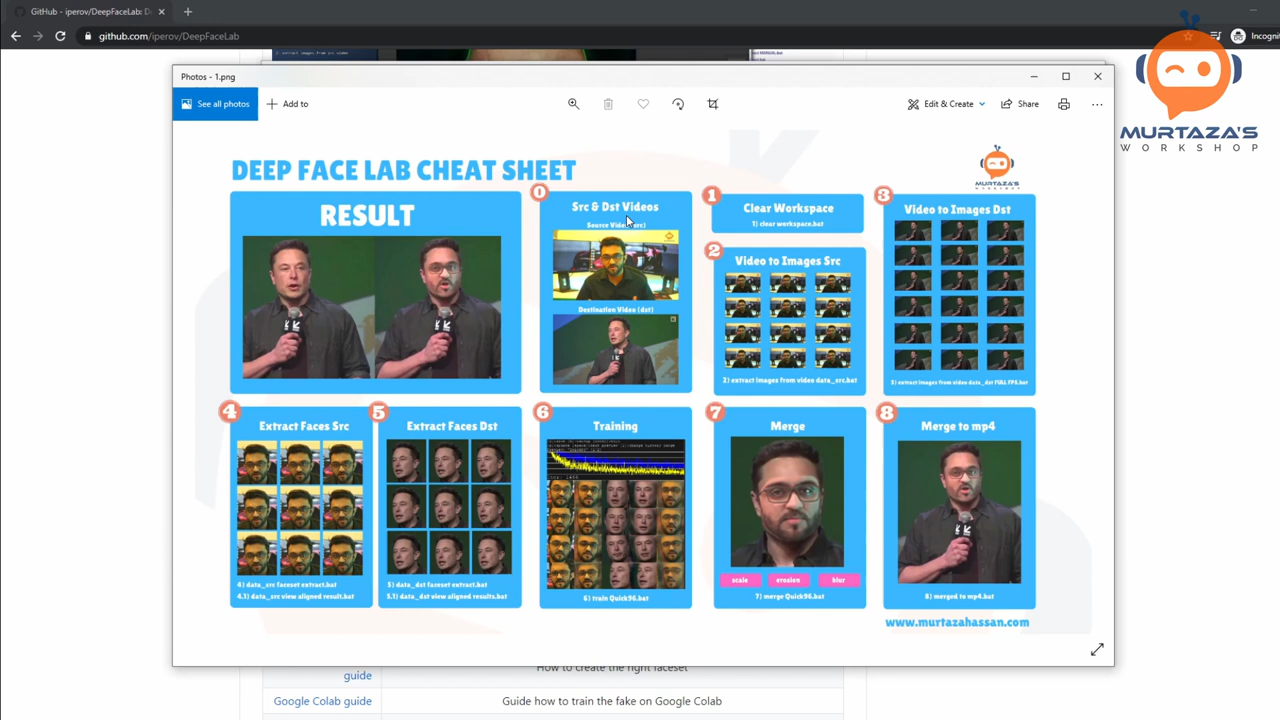 GitHub - iperov/DeepFaceLab: D
github.com/iperov/DeepFaceLab
Incogni
MURTAZA'S
WORKSHOP
Photos - 1.png
See all photos
Add to
Edit & Create
Share
DEEP FACE LAB CHEAT SHEET
MURTAZA'S
RESULT
0
Src & Dst Videos
Source Video
Destination Video (dst)
1
Clear Workspace
1) clear workspace.bat
2
Video to Images Src
2) extract images from video data_src.bat
3
Video to Images Dst
3) extract images from video data_dst FULL FPS.bat
4
Extract Faces Src
4) data_src faceset extract.bat
4.1) data_src view aligned result.bat
5
Extract Faces Dst
5) data_dst faceset extract.bat
5.1) data_dst view aligned results.bat
6
Training
6) train Quick96.bat
7
Merge
scale
erosion
blur
7) merge Quick96.bat
8
Merge to mp4
8) merged to mp4.bat
www.murtazahassan.com
How to create the right faceset
guide
Google Colab guide
Guide how to train the fake on Google Colab